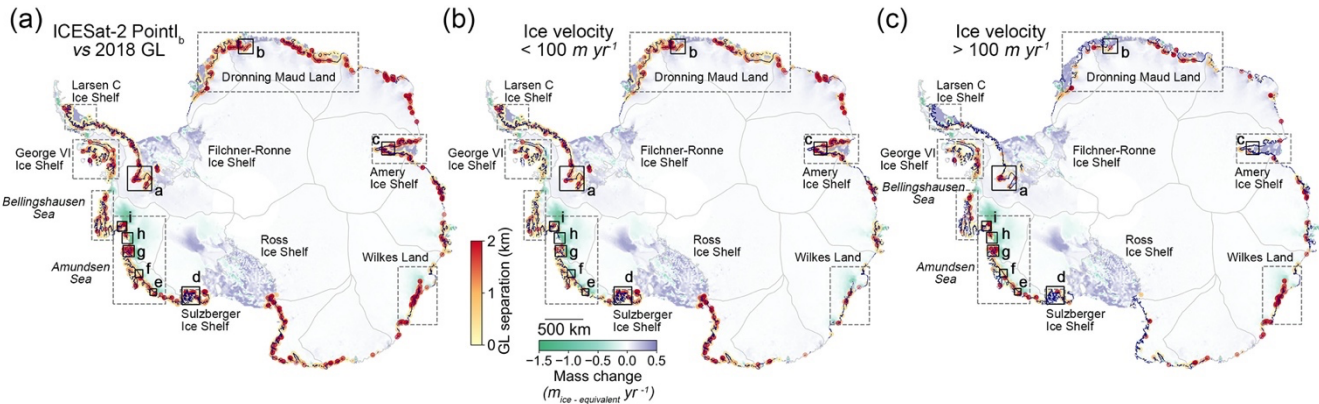 (a)
ICESat-2 PointI_b
vs 2018 GL
b
Dronning Maud Land
Larsen C
Ice Shelf
George VI
Ice Shelf
Filchner-Ronne
Ice Shelf
c
Amery
Ice Shelf
a
Bellingshausen
Sea
i
h
g
f
e
d
Amundsen
Sea
Ross
Ice Shelf
Wilkes Land
Sulzberger
Ice Shelf
2
1
0
GL separation (km)
(b)
Ice velocity
< 100 m yr⁻¹
b
Dronning Maud Land
Larsen C
Ice Shelf
George VI
Ice Shelf
Filchner-Ronne
Ice Shelf
c
Amery
Ice Shelf
a
i
h
g
f
e
d
Ross
Ice Shelf
Wilkes Land
Sulzberger
Ice Shelf
500 km
−1.5 −1.0 −0.5 0.0 0.5
Mass change
(m_ice - equivalent yr⁻¹)
(c)
Ice velocity
> 100 m yr⁻¹
b
Dronning Maud Land
Larsen C
Ice Shelf
George VI
Ice Shelf
Filchner-Ronne
Ice Shelf
c
Amery
Ice Shelf
a
Bellingshausen
Sea
i
h
g
f
e
d
Amundsen
Sea
Ross
Ice Shelf
Wilkes Land
Sulzberger
Ice Shelf